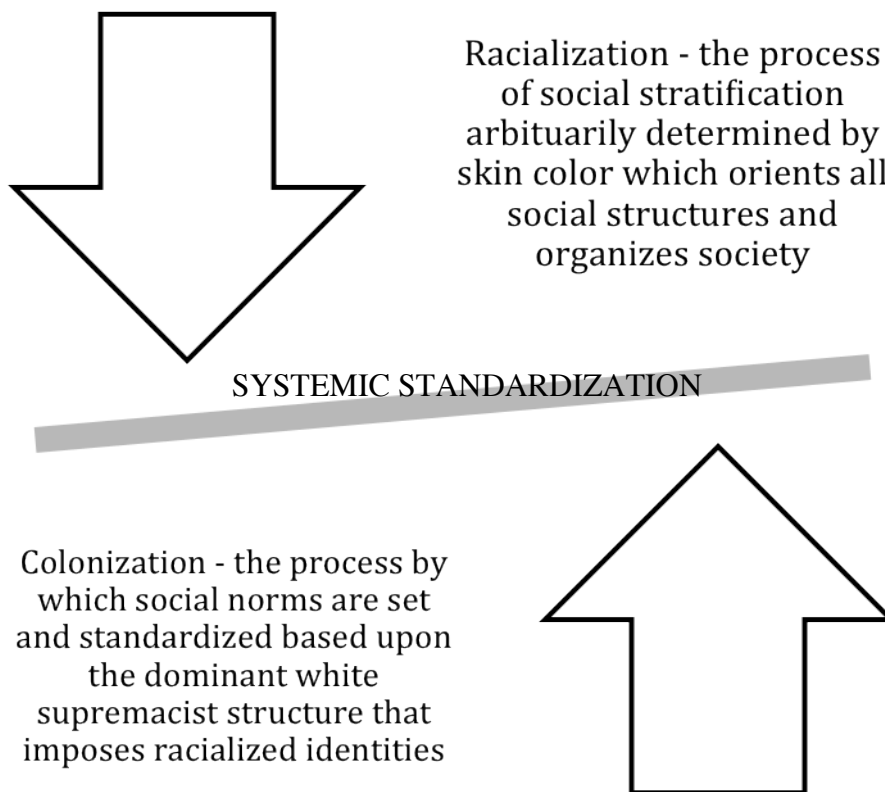 Racialization - the process
of social stratification
arbituarily determined by
skin color which orients all
social structures and
organizes society
SYSTEMIC STANDARDIZATION
Colonization - the process by
which social norms are set
and standardized based upon
the dominant white
supremacist structure that
imposes racialized identities